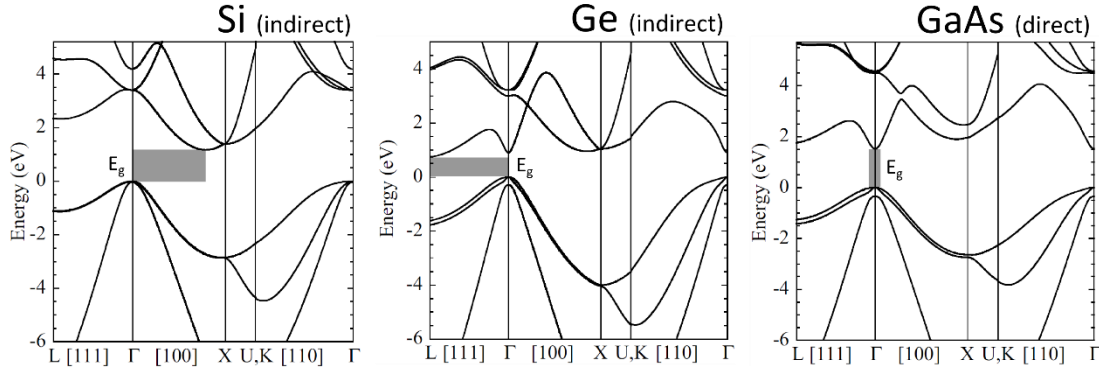 Si (indirect)
Ge (indirect)
GaAs (direct)
Energy (eV)
4
2
0
-2
-4
-6
E_g
L [111] Γ [100] X U,K [110] Γ
Energy (eV)
4
2
0
-2
-4
-6
E_g
L [111] Γ [100] X U,K [110] Γ
Energy (eV)
4
2
0
-2
-4
-6
E_g
L [111] Γ [100] X U,K [110] Γ